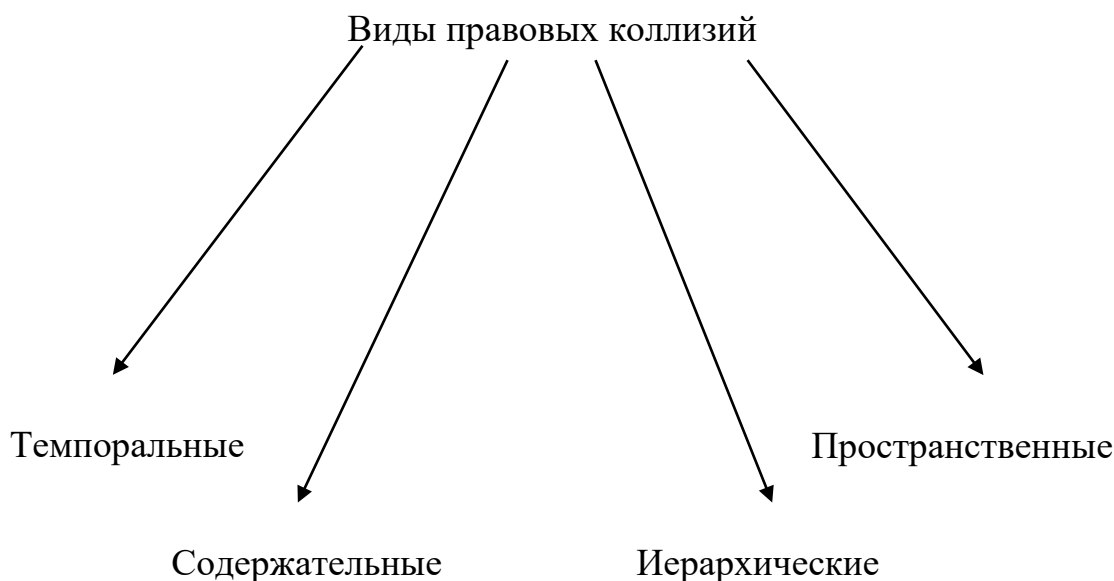 Виды правовых коллизий
Темпоральные
Пространственные
Содержательные
Иерархические